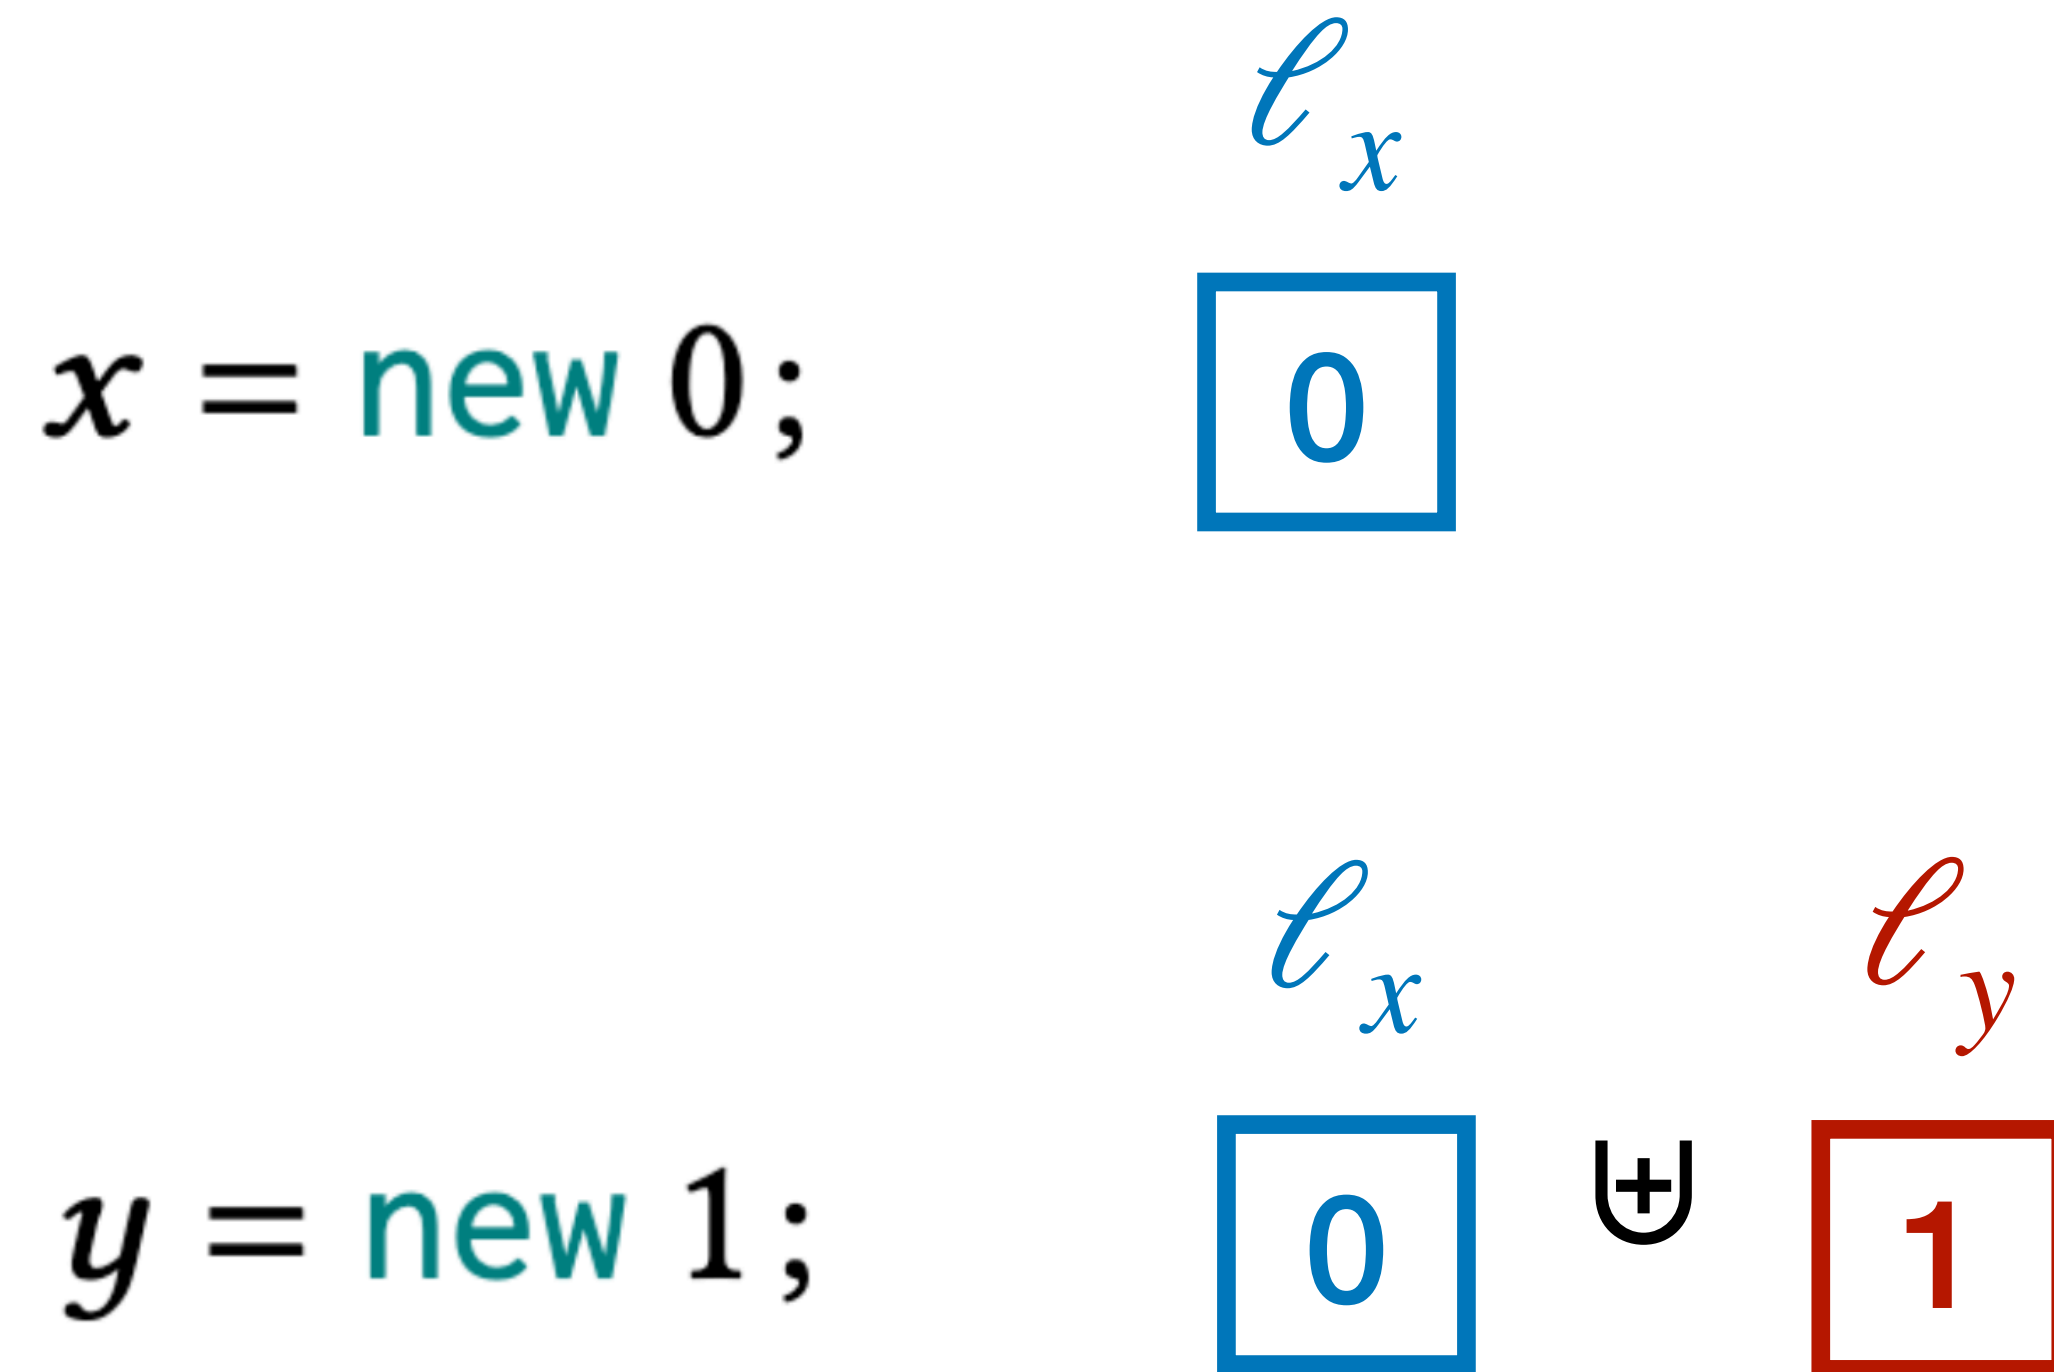 ℓx
x = new 0; 0
ℓx ℓy
y = new 1; 0 ⊎ 1